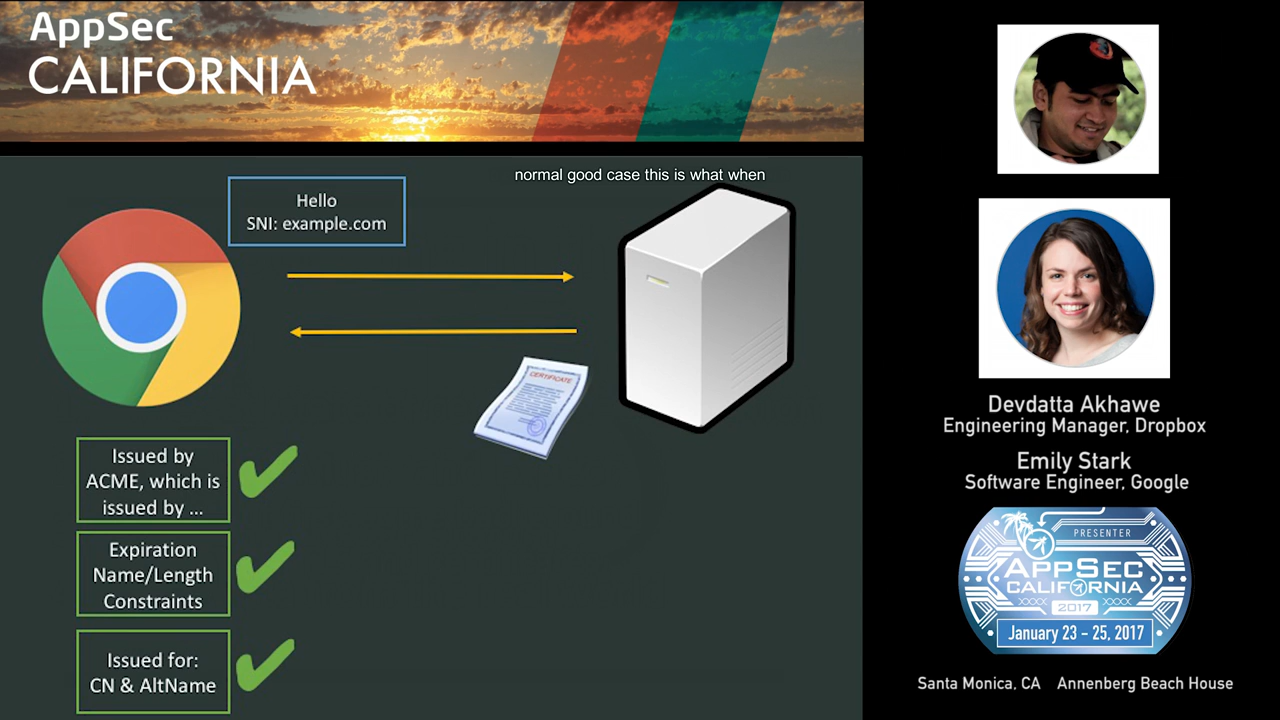 AppSec
CALIFORNIA
normal good case this is what when
Hello
SNI: example.com
CERTIFICATE
Issued by
ACME, which is
issued by ...
Expiration
Name/Length
Constraints
Issued for:
CN & AltName
Devdatta Akhawe
Engineering Manager, Dropbox
Emily Stark
Software Engineer, Google
PRESENTER
APPSEC
CALIFORNIA
2017
January 23 - 25, 2017
Santa Monica, CA Annenberg Beach House